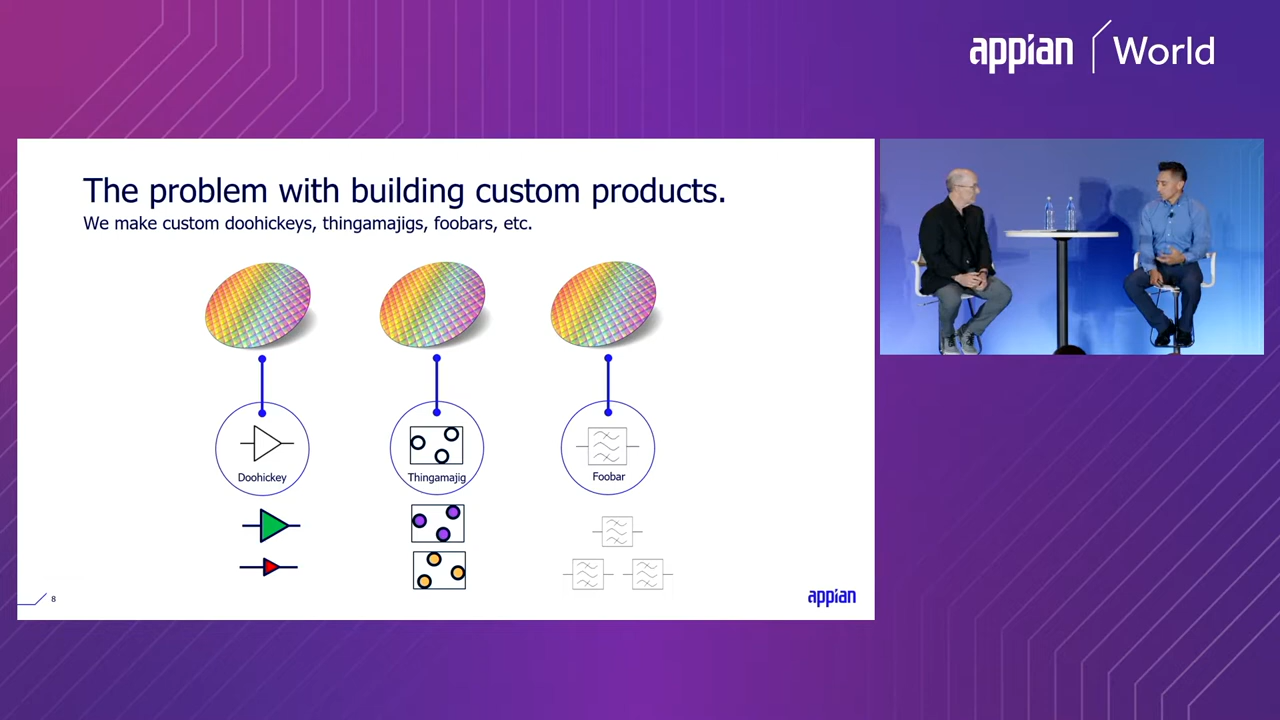 appian World
The problem with building custom products.
We make custom doohickeys, thingamajigs, foobars, etc.
Doohickey
Thingamajig
Foobar
8
appian